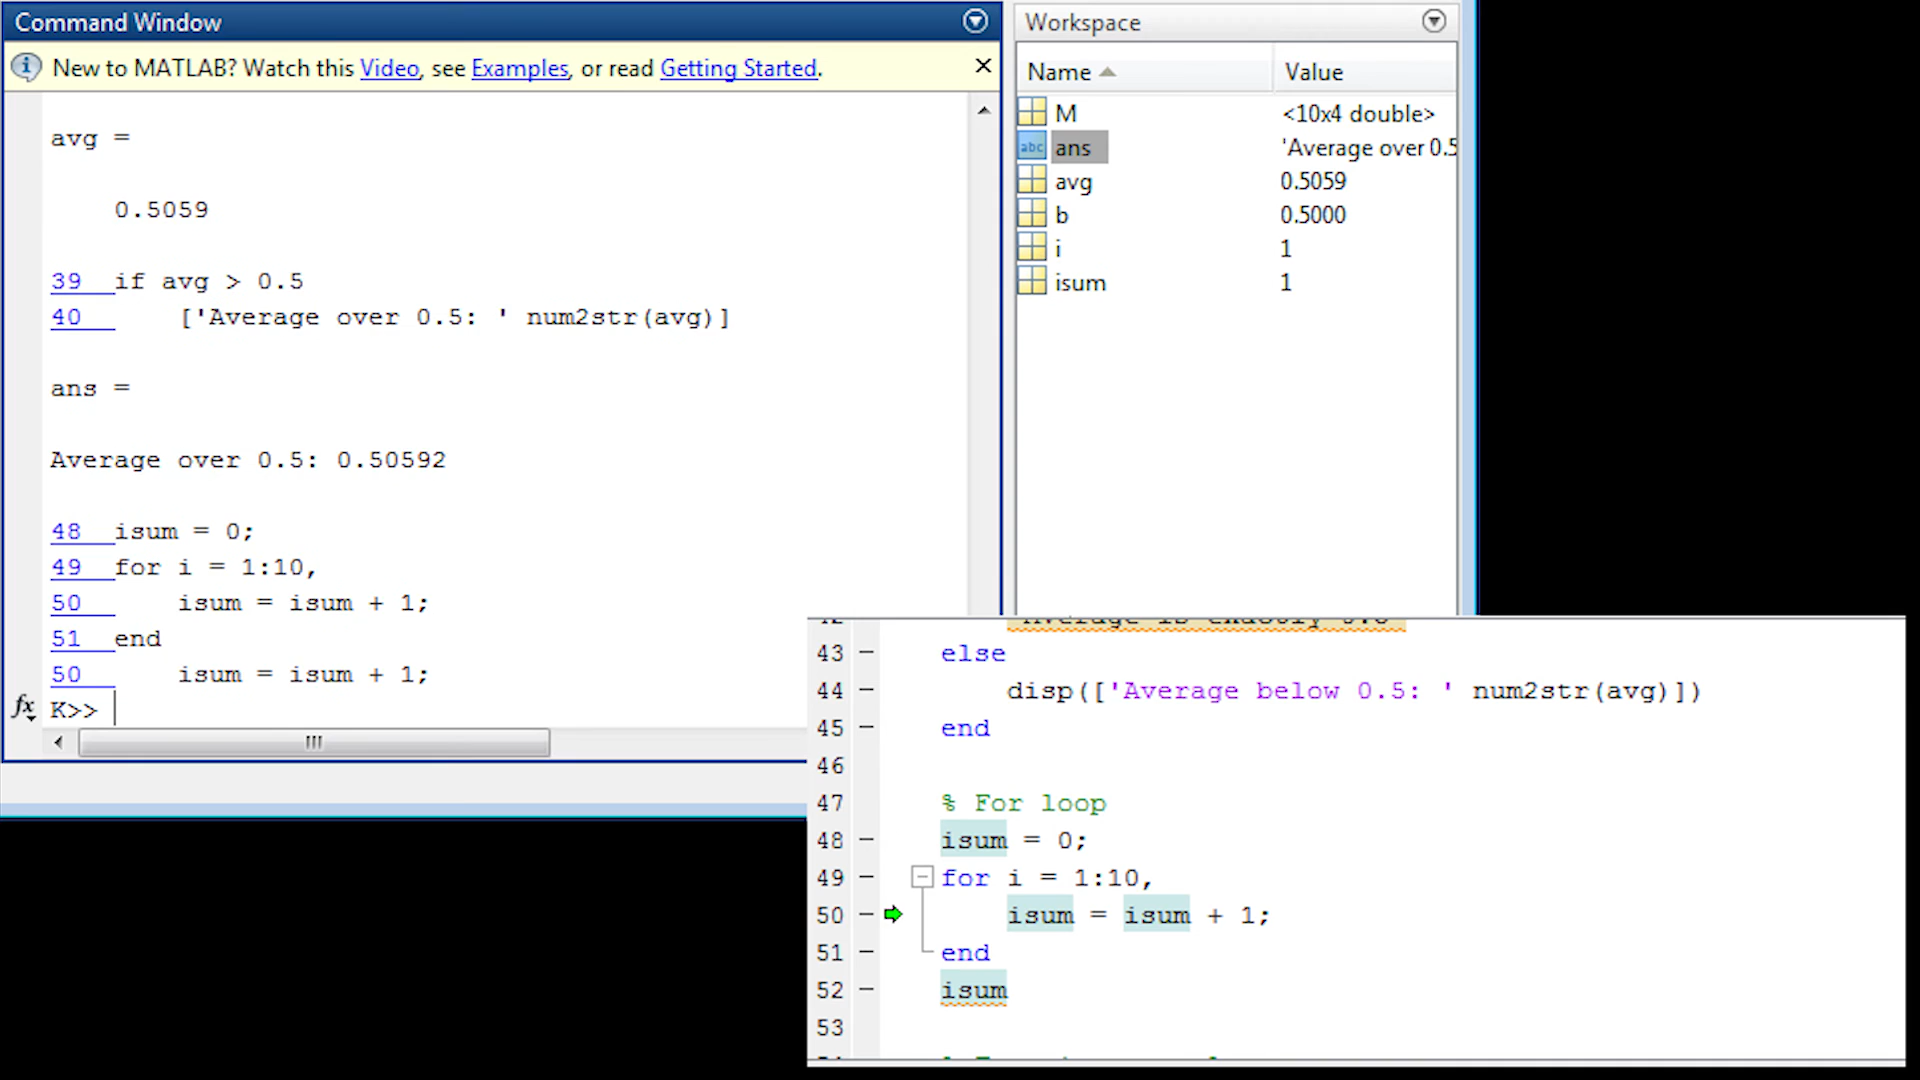 Command Window
New to MATLAB? Watch this Video, see Examples, or read Getting Started.
avg =
0.5059
39 if avg > 0.5
40 ['Average over 0.5: ' num2str(avg)]
ans =
Average over 0.5: 0.50592
48 isum = 0;
49 for i = 1:10,
50 isum = isum + 1;
51 end
50 isum = isum + 1;
fx K>>
Workspace
Name Value
M <10x4 double>
abc ans 'Average over 0.5
avg 0.5059
b 0.5000
i 1
isum 1
43 else
44 disp(['Average below 0.5: ' num2str(avg)])
45 end
46
47 % For loop
48 isum = 0;
49 for i = 1:10,
50 isum = isum + 1;
51 end
52 isum
53